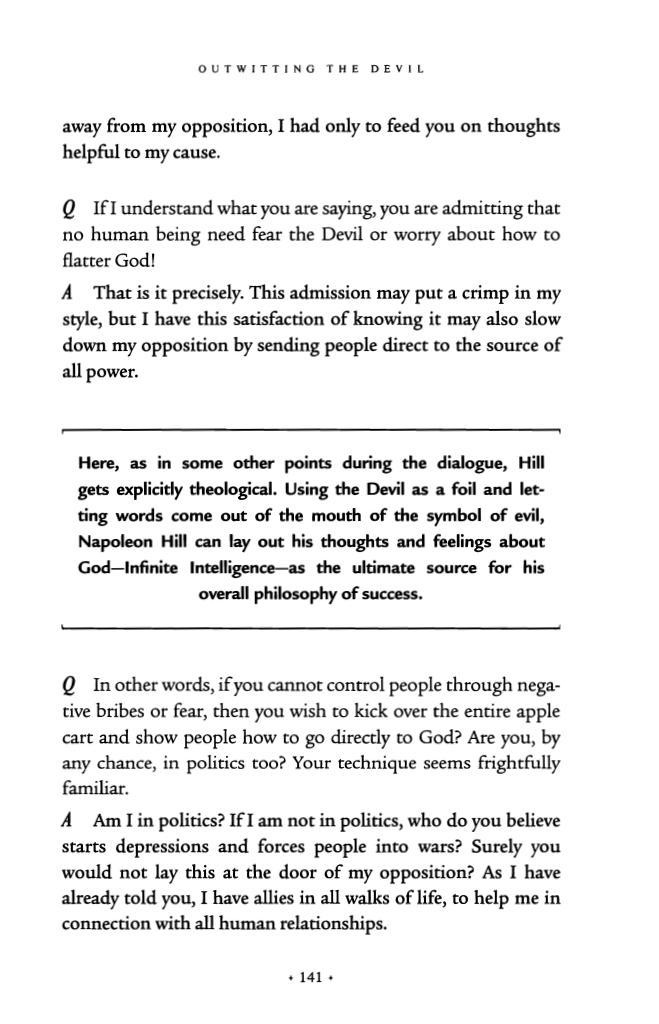 OUTWITTING THE DEVIL
away from my opposition, I had only to feed you on thoughts
helpful to my cause.
Q If I understand what you are saying, you are admitting that
no human being need fear the Devil or worry about how to
flatter God!
A That is it precisely. This admission may put a crimp in my
style, but I have this satisfaction of knowing it may also slow
down my opposition by sending people direct to the source of
all power.
Here, as in some other points during the dialogue, Hill
gets explicitly theological. Using the Devil as a foil and let-
ting words come out of the mouth of the symbol of evil,
Napoleon Hill can lay out his thoughts and feelings about
God—Infinite Intelligence—as the ultimate source for his
overall philosophy of success.
Q In other words, if you cannot control people through nega-
tive bribes or fear, then you wish to kick over the entire apple
cart and show people how to go directly to God? Are you, by
any chance, in politics too? Your technique seems frightfully
familiar.
A Am I in politics? If I am not in politics, who do you believe
starts depressions and forces people into wars? Surely you
would not lay this at the door of my opposition? As I have
already told you, I have allies in all walks of life, to help me in
connection with all human relationships.
• 141 •